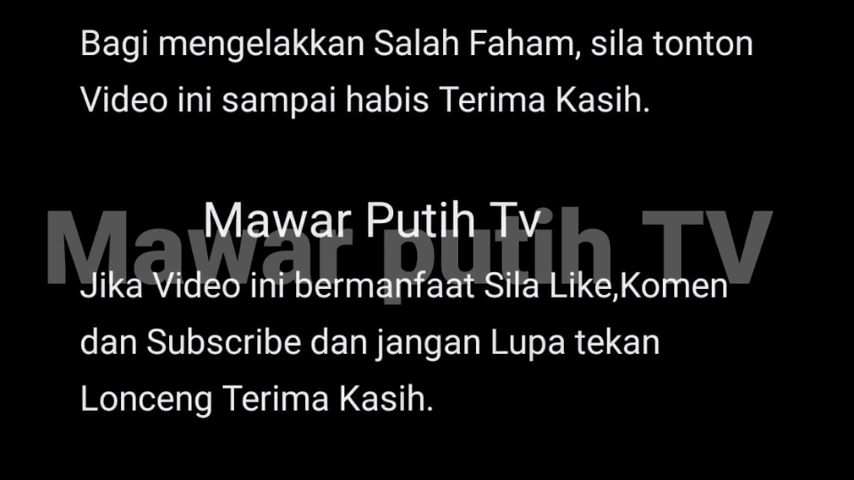 Bagi mengelakkan Salah Faham, sila tonton
Video ini sampai habis Terima Kasih.
Mawar Putih Tv
Mawar putih TV
Jika Video ini bermanfaat Sila Like,Komen
dan Subscribe dan jangan Lupa tekan
Lonceng Terima Kasih.